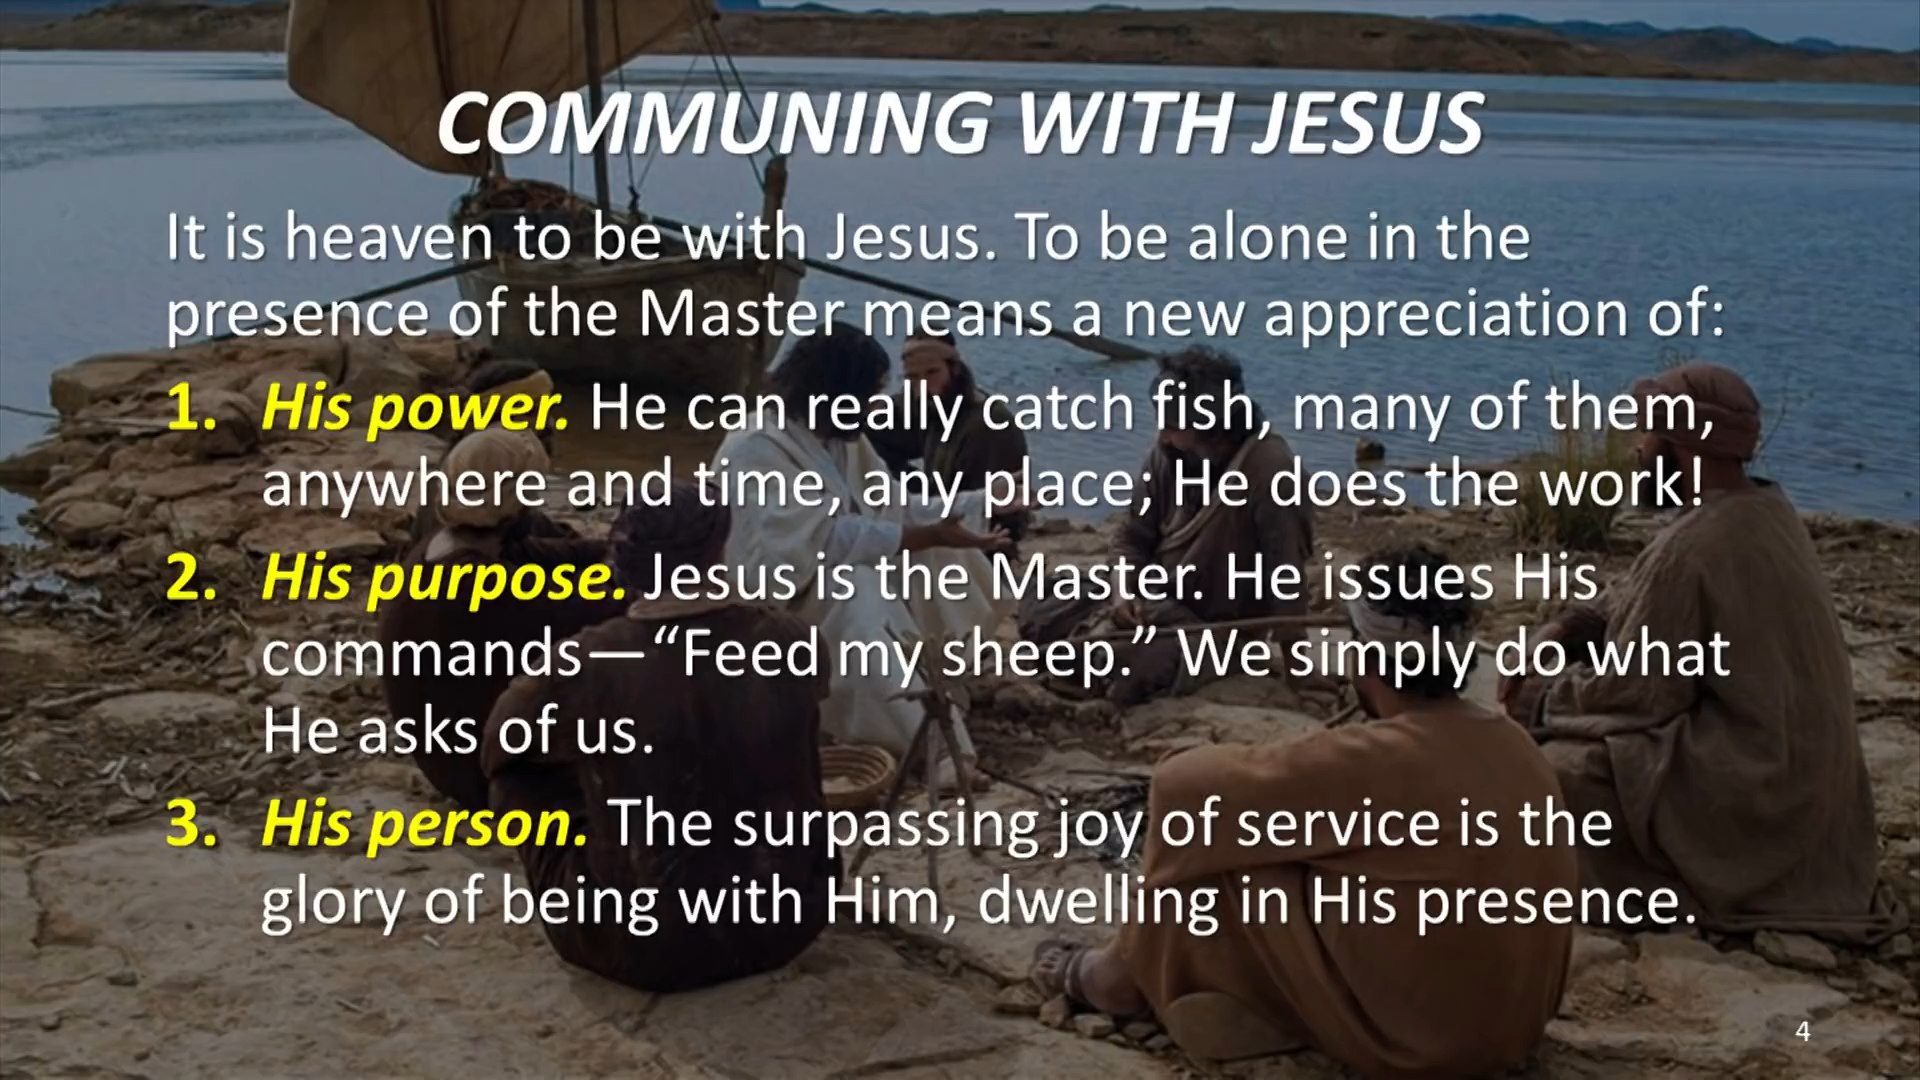 COMMUNING WITH JESUS
It is heaven to be with Jesus. To be alone in the
presence of the Master means a new appreciation of:
1. His power. He can really catch fish, many of them,
anywhere and time, any place; He does the work!
2. His purpose. Jesus is the Master. He issues His
commands—“Feed my sheep.” We simply do what
He asks of us.
3. His person. The surpassing joy of service is the
glory of being with Him, dwelling in His presence.
4